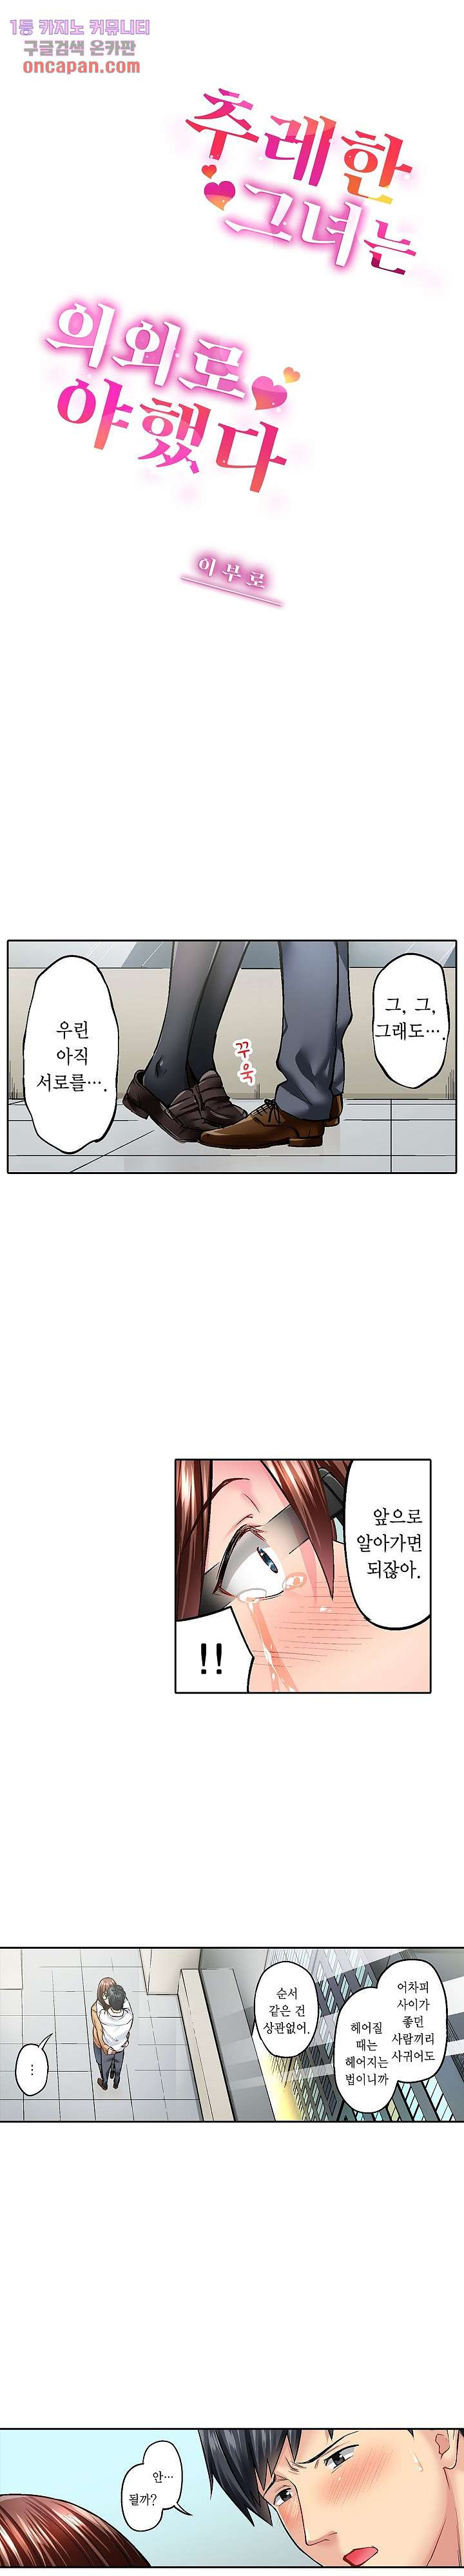 1등 카지노 커뮤니티
구글검색 온카판
oncapan.com
추레한
그녀는
의외로
야했다
이부로
그, 그,
그래도….
우린
아직
서로를….
꾸욱
앞으로
알아가면
되잖아.
!!
어차피
사이가
좋던
사람끼리
사귀어도
헤어질
때는
헤어지는
법이니까
순서
같은 건
상관없어.
…
안…
될까?